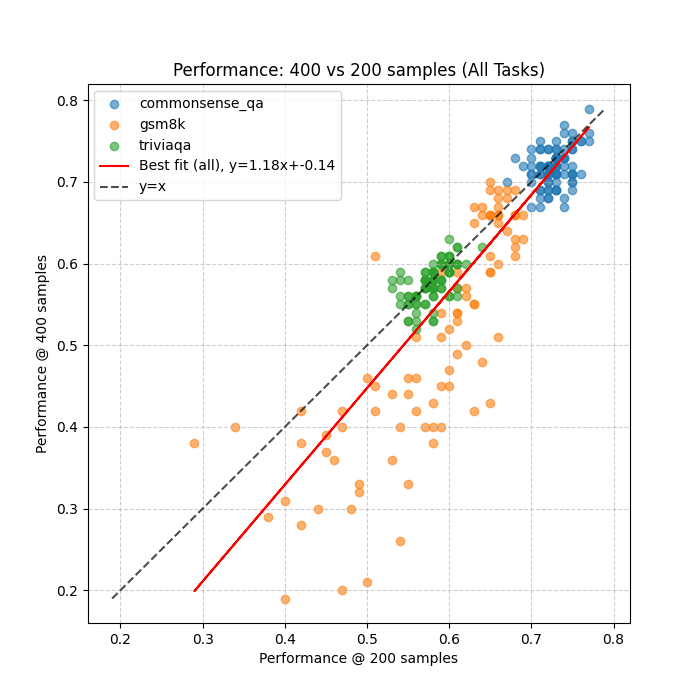 Performance: 400 vs 200 samples (All Tasks)
commonsense_qa
gsm8k
triviaqa
Best fit (all), y=1.18x+-0.14
y=x
Performance @ 400 samples
0.8
0.7
0.6
0.5
0.4
0.3
0.2
0.2 0.3 0.4 0.5 0.6 0.7 0.8
Performance @ 200 samples